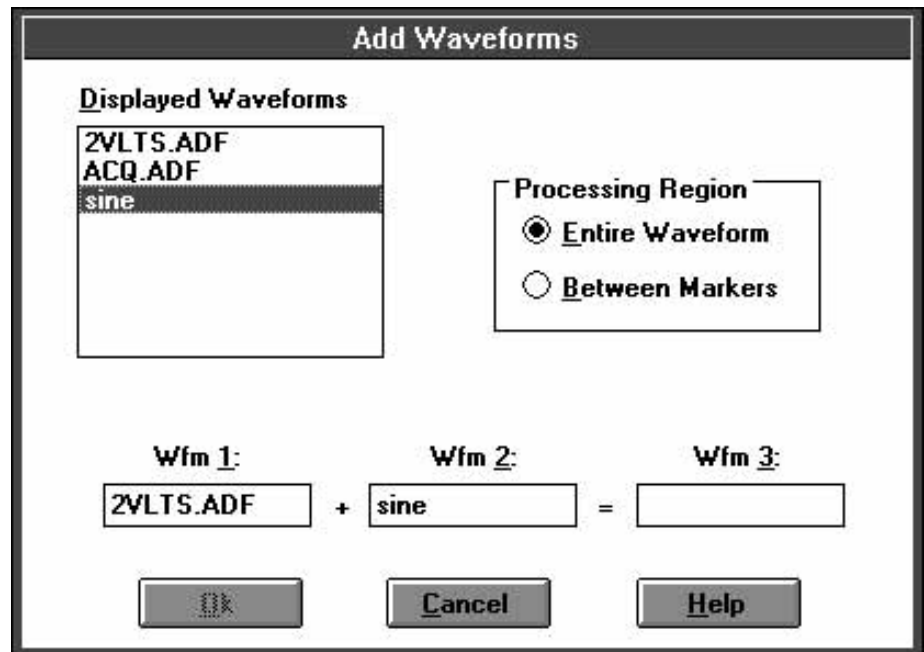 Add Waveforms
Displayed Waveforms
2VLTS.ADF
ACQ.ADF
sine
Processing Region
Entire Waveform
Between Markers
Wfm 1: Wfm 2: Wfm 3:
2VLTS.ADF + sine =
Ok Cancel Help